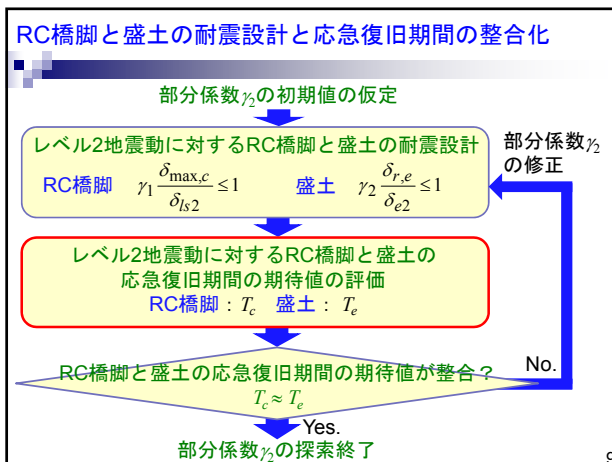 RC橋脚と盛土の耐震設計と応急復旧期間の整合化
部分係数γ₂の初期値の仮定
レベル2地震動に対するRC橋脚と盛土の耐震設計
RC橋脚 γ₁ δmax,c / δls2 ≤ 1 盛土 γ₂ δr,e / δe2 ≤ 1
部分係数γ₂
の修正
レベル2地震動に対するRC橋脚と盛土の
応急復旧期間の期待値の評価
RC橋脚：Tc 盛土：Te
RC橋脚と盛土の応急復旧期間の期待値が整合？
Tc ≈ Te
No.
Yes.
部分係数γ₂の探索終了
9